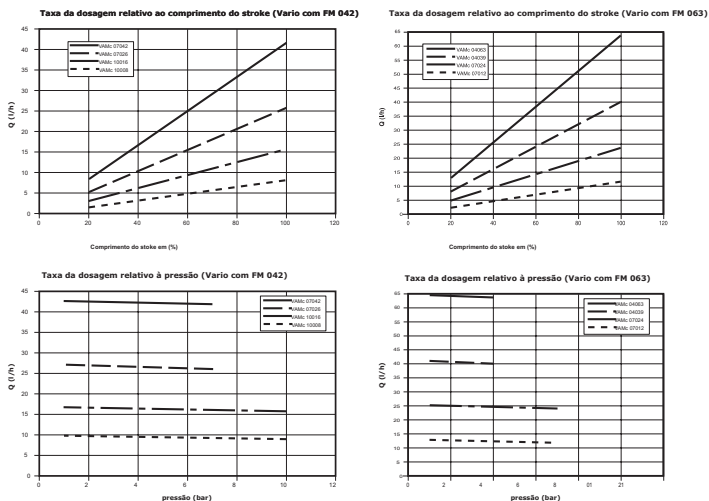 Taxa da dosagem relativo ao comprimento do stroke (Vario com FM 042)
45
40
35
30
25
20
15
10
5
0
Q (l/h)
VAMc 07042
VAMc 07026
VAMc 10016
VAMc 10008
0 20 40 60 80 100 120
Comprimento do stoke em (%)
Taxa da dosagem relativo ao comprimento do stroke (Vario com FM 063)
65
60
55
50
45
40
35
30
25
20
15
10
5
0
Q (l/h)
VAMc 04063
VAMc 04039
VAMc 07024
VAMc 07012
0 20 40 60 80 100 120
Comprimento do stoke em (%)
Taxa da dosagem relativo à pressão (Vario com FM 042)
45
40
35
30
25
20
15
10
5
0
Q (l/h)
VAMc 07042
VAMc 07026
VAMc 10016
VAMc 10008
0 2 4 6 8 10 12
pressão (bar)
Taxa da dosagem relativo à pressão (Vario com FM 063)
65
60
55
50
45
40
35
30
25
20
15
10
5
0
Q (l/h)
VAMc 04063
VAMc 04039
VAMc 07024
VAMc 07012
0 2 4 6 8 01 21
pressão (bar)